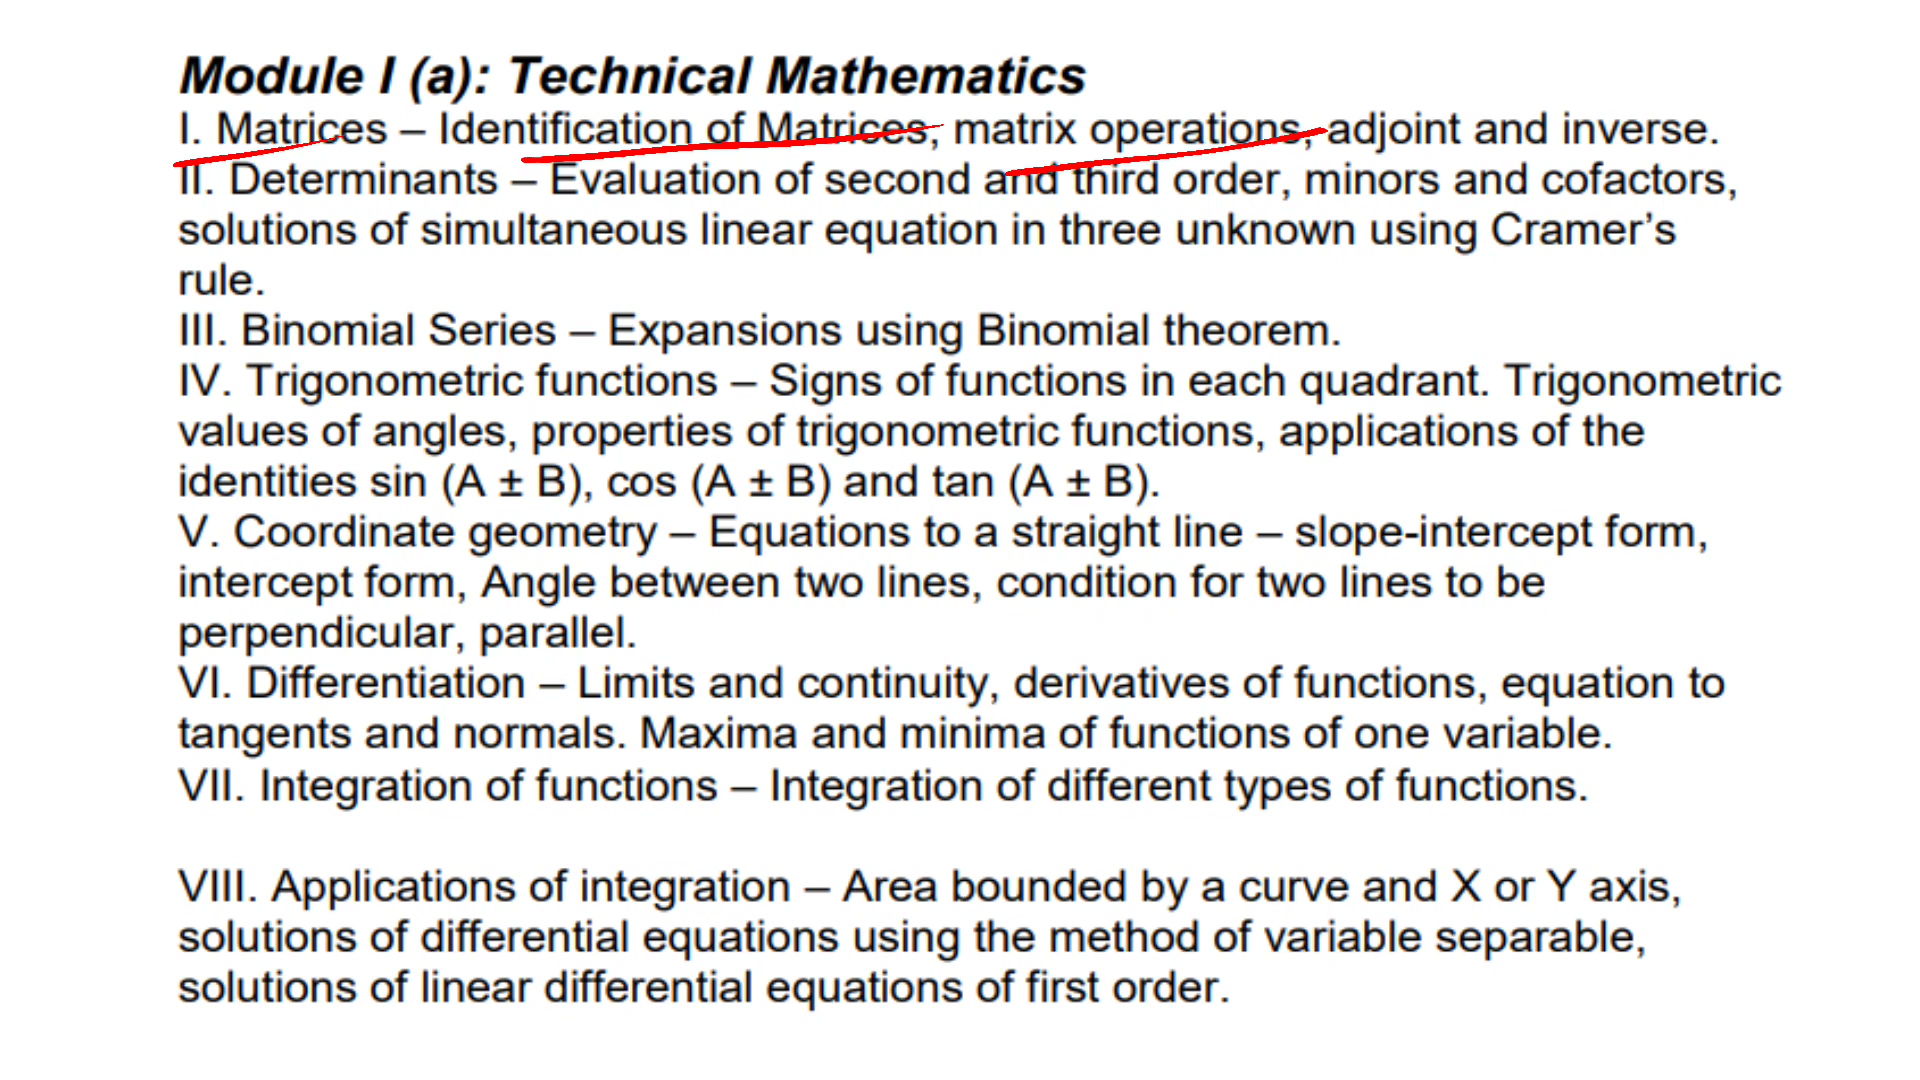 Module I (a): Technical Mathematics
I. Matrices – Identification of Matrices, matrix operations, adjoint and inverse.
II. Determinants – Evaluation of second and third order, minors and cofactors,
solutions of simultaneous linear equation in three unknown using Cramer’s
rule.
III. Binomial Series – Expansions using Binomial theorem.
IV. Trigonometric functions – Signs of functions in each quadrant. Trigonometric
values of angles, properties of trigonometric functions, applications of the
identities sin (A ± B), cos (A ± B) and tan (A ± B).
V. Coordinate geometry – Equations to a straight line – slope-intercept form,
intercept form, Angle between two lines, condition for two lines to be
perpendicular, parallel.
VI. Differentiation – Limits and continuity, derivatives of functions, equation to
tangents and normals. Maxima and minima of functions of one variable.
VII. Integration of functions – Integration of different types of functions.
VIII. Applications of integration – Area bounded by a curve and X or Y axis,
solutions of differential equations using the method of variable separable,
solutions of linear differential equations of first order.